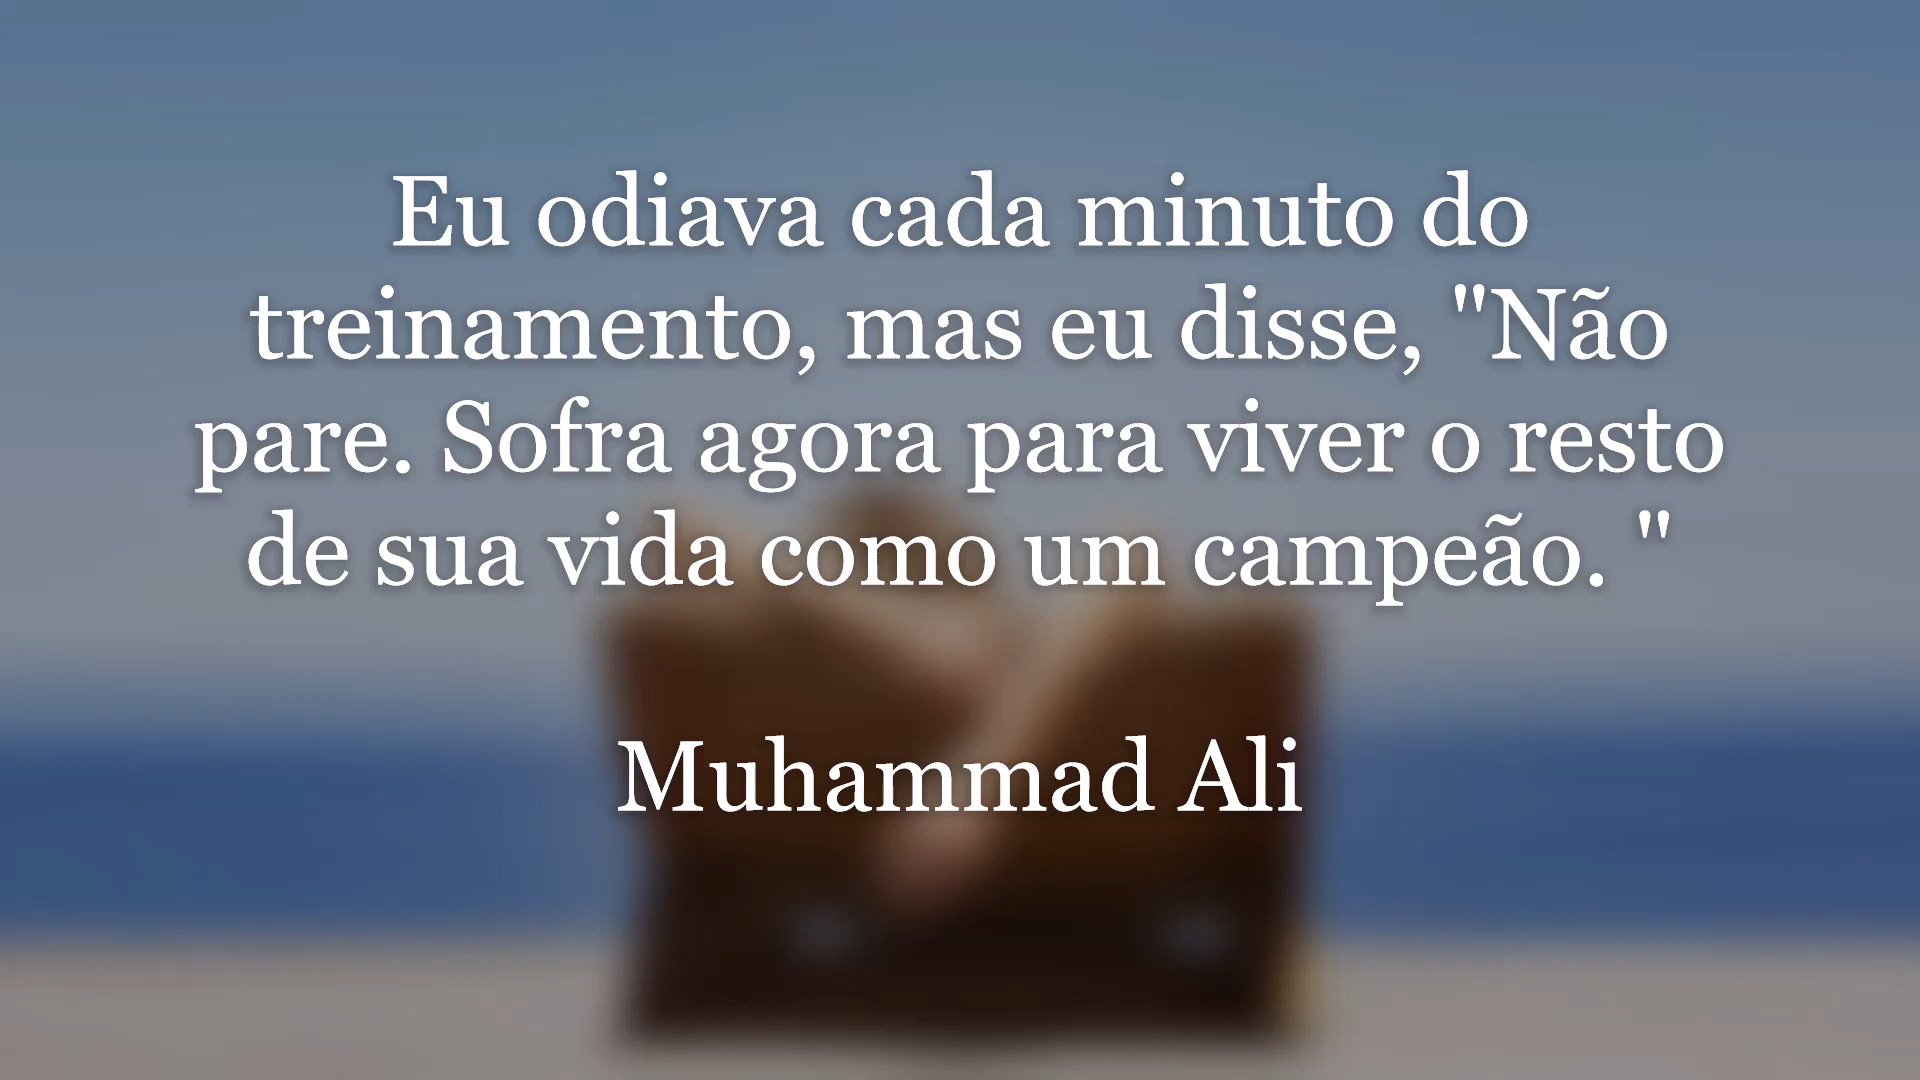 Eu odiava cada minuto do
treinamento, mas eu disse, "Não
pare. Sofra agora para viver o resto
de sua vida como um campeão. "
Muhammad Ali